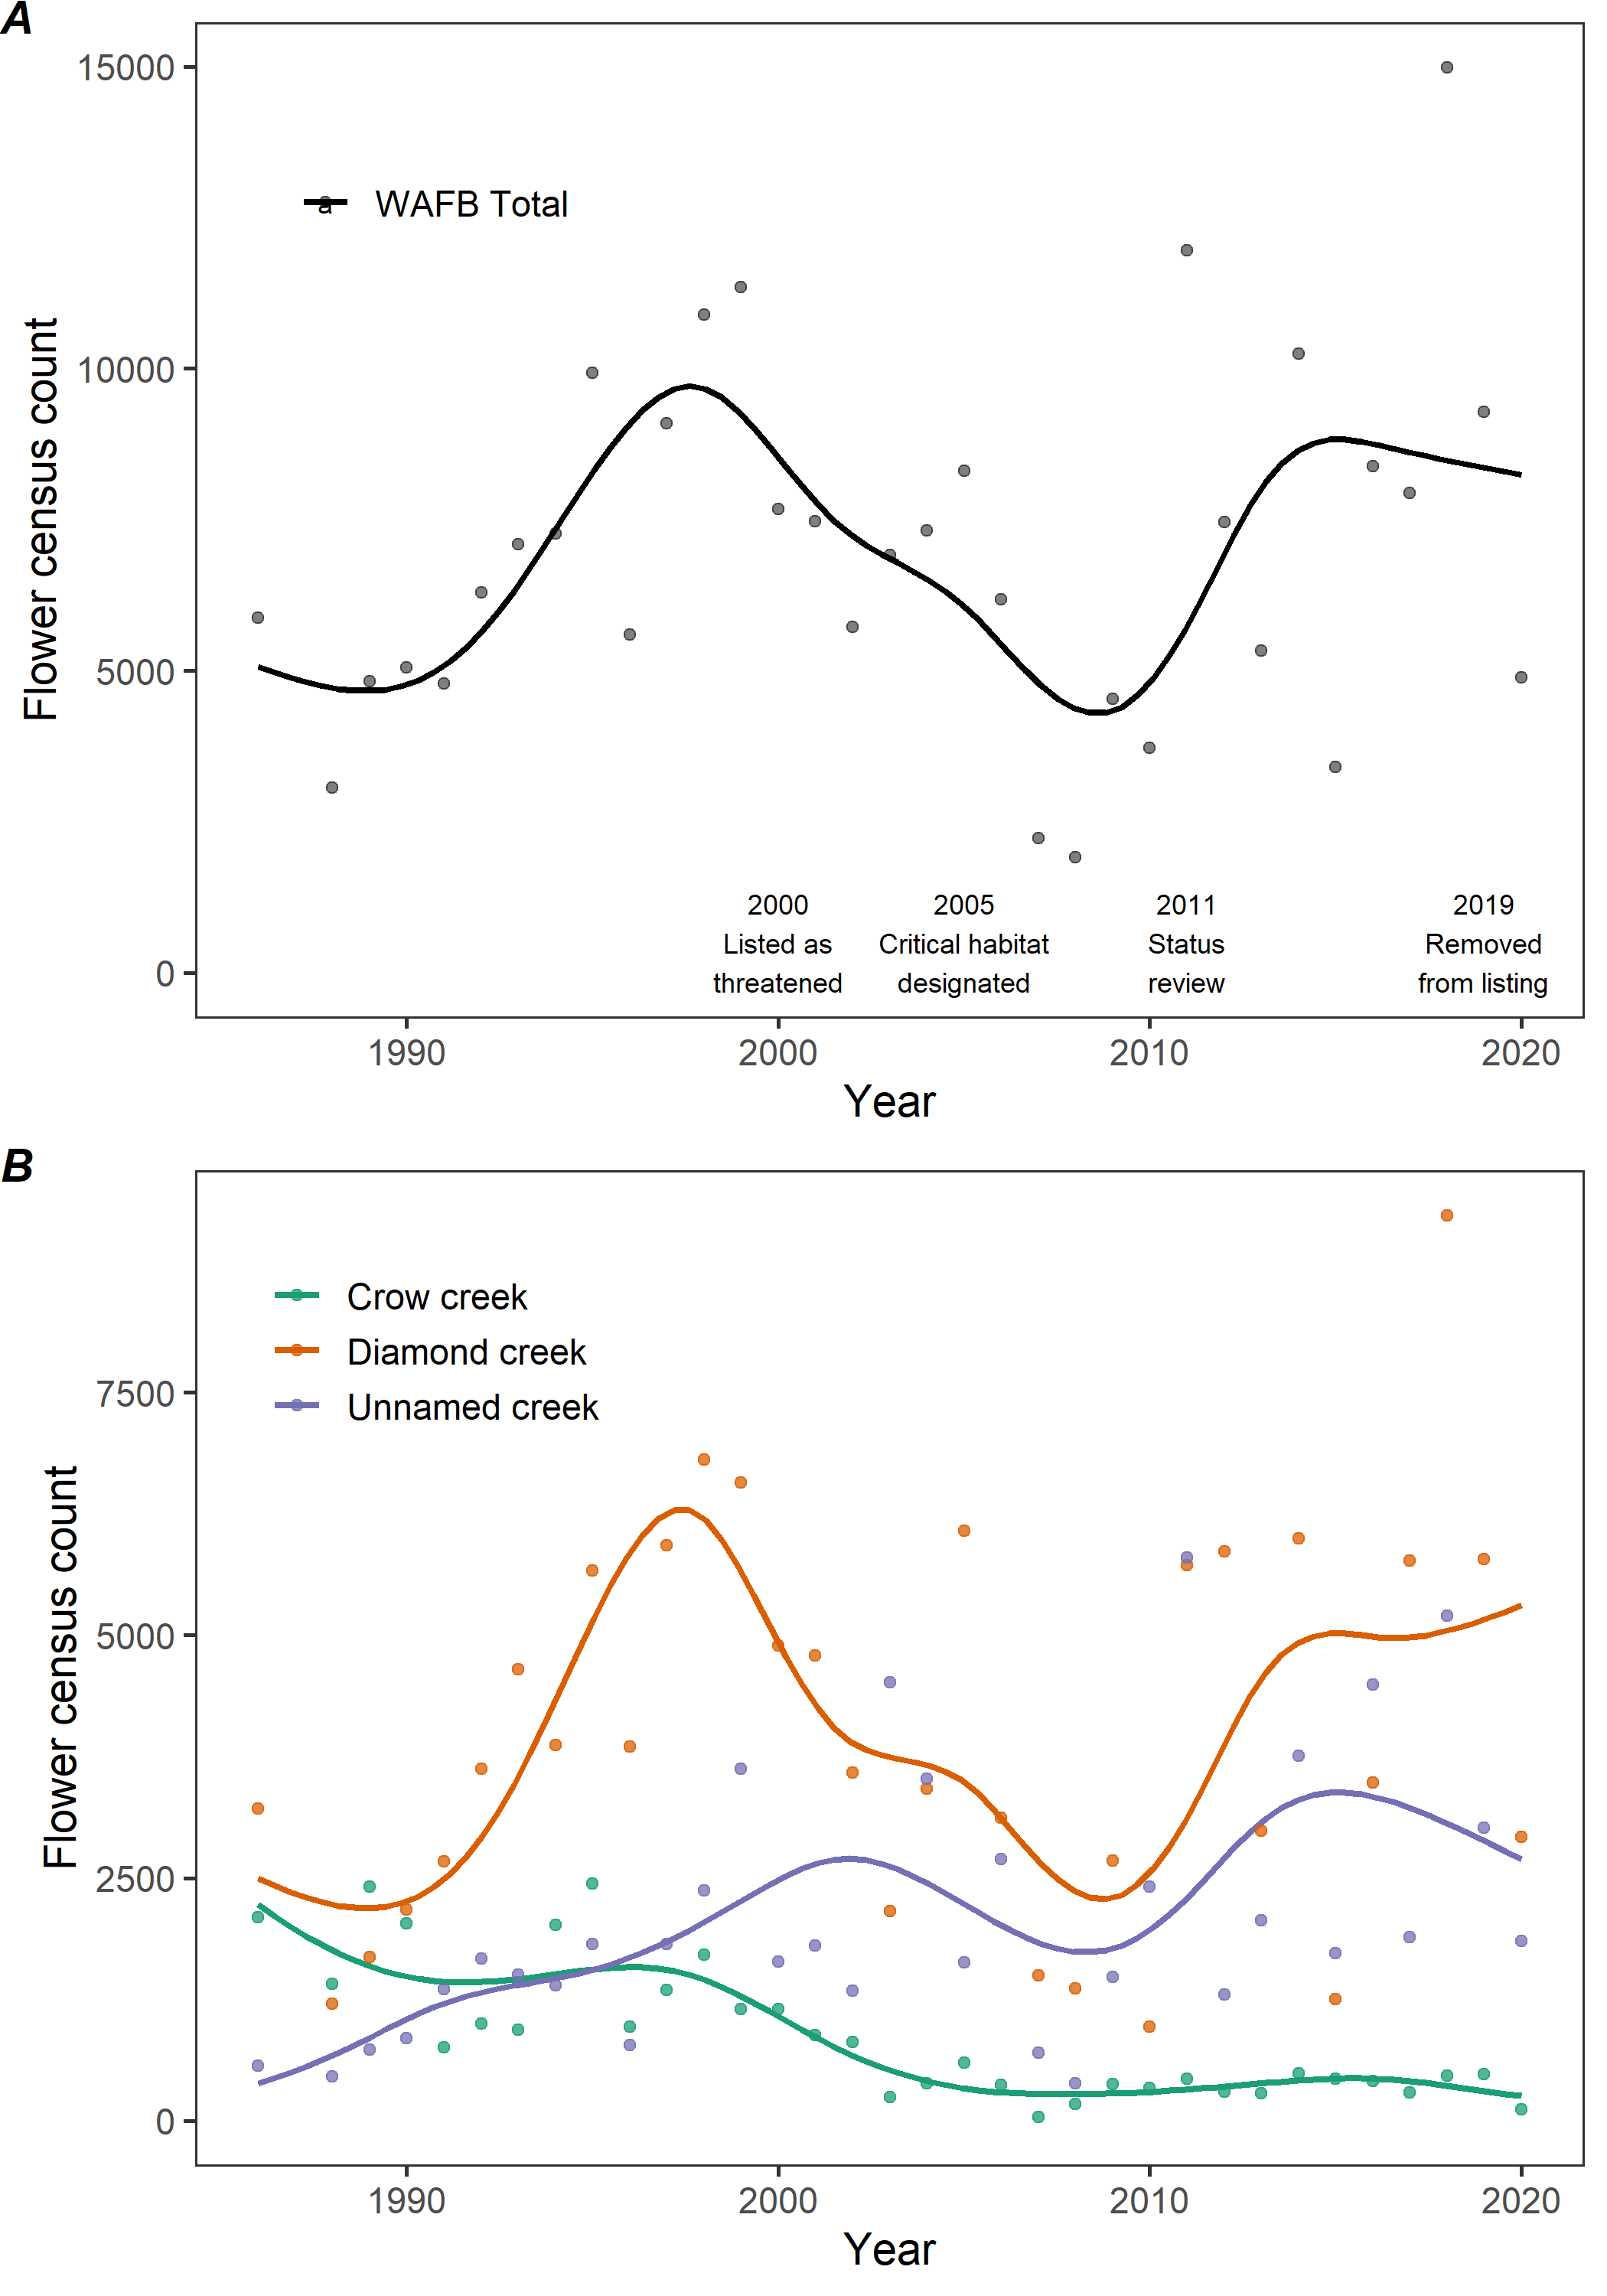 A
15000
10000
5000
0
Flower census count
a WAFB Total
2000
Listed as
threatened
2005
Critical habitat
designated
2011
Status
review
2019
Removed
from listing
1990 2000 2010 2020
Year
B
7500
5000
2500
0
Flower census count
Crow creek
Diamond creek
Unnamed creek
1990 2000 2010 2020
Year